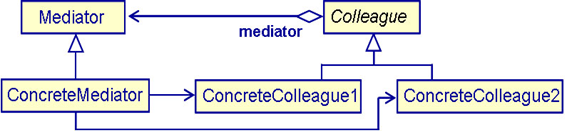 Mediator
Colleague
mediator
ConcreteMediator
ConcreteColleague1
ConcreteColleague2